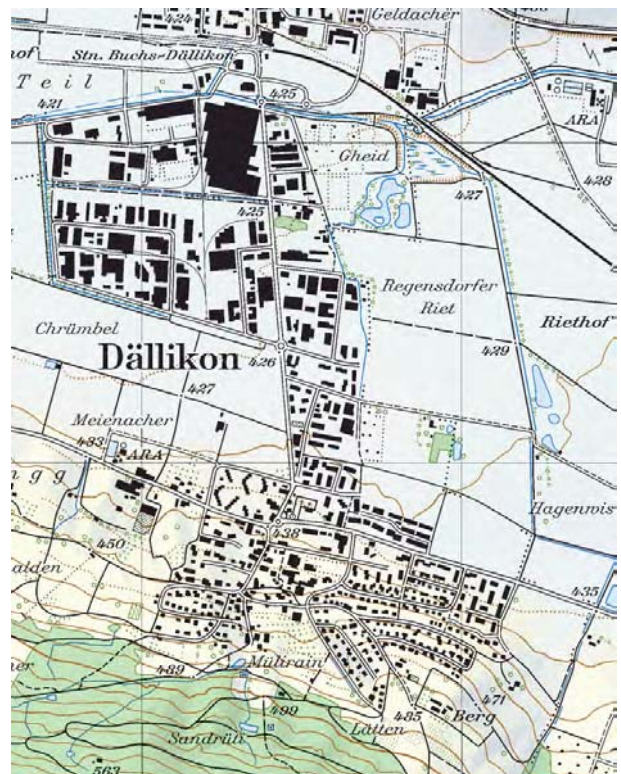 424
Geldacher
Stn. Buchs-Dällikon
Teil
421
425
ARA
Gheid
428
427
425
Regensdorfer
Riet
Riethof
Chrümbel
Dällikon
426
429
427
Meienacher
433
ARA
Hagenwis
438
450
435
489
Mülirain
471
499
485
Berg
Lätten
Sandrüti
563